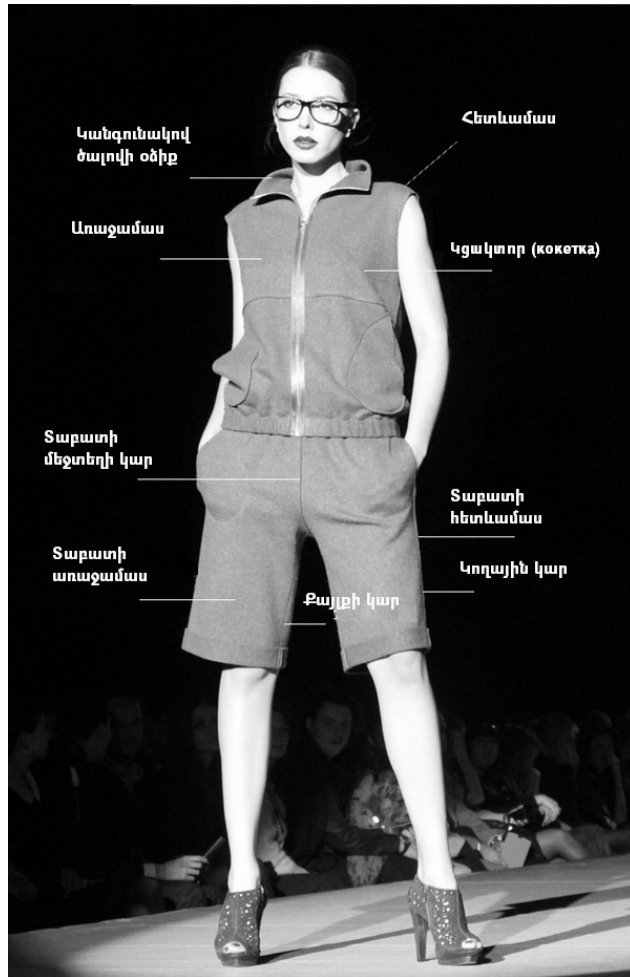 Կանգունակով
ծալովի օձիք
Հետևամաս
Առաջամաս
Կցակտոր (кокетка)
Տաբատի
մեջտեղի կար
Տաբատի
հետևամաս
Տաբատի
առաջամաս
Կողային կար
Քայլքի կար